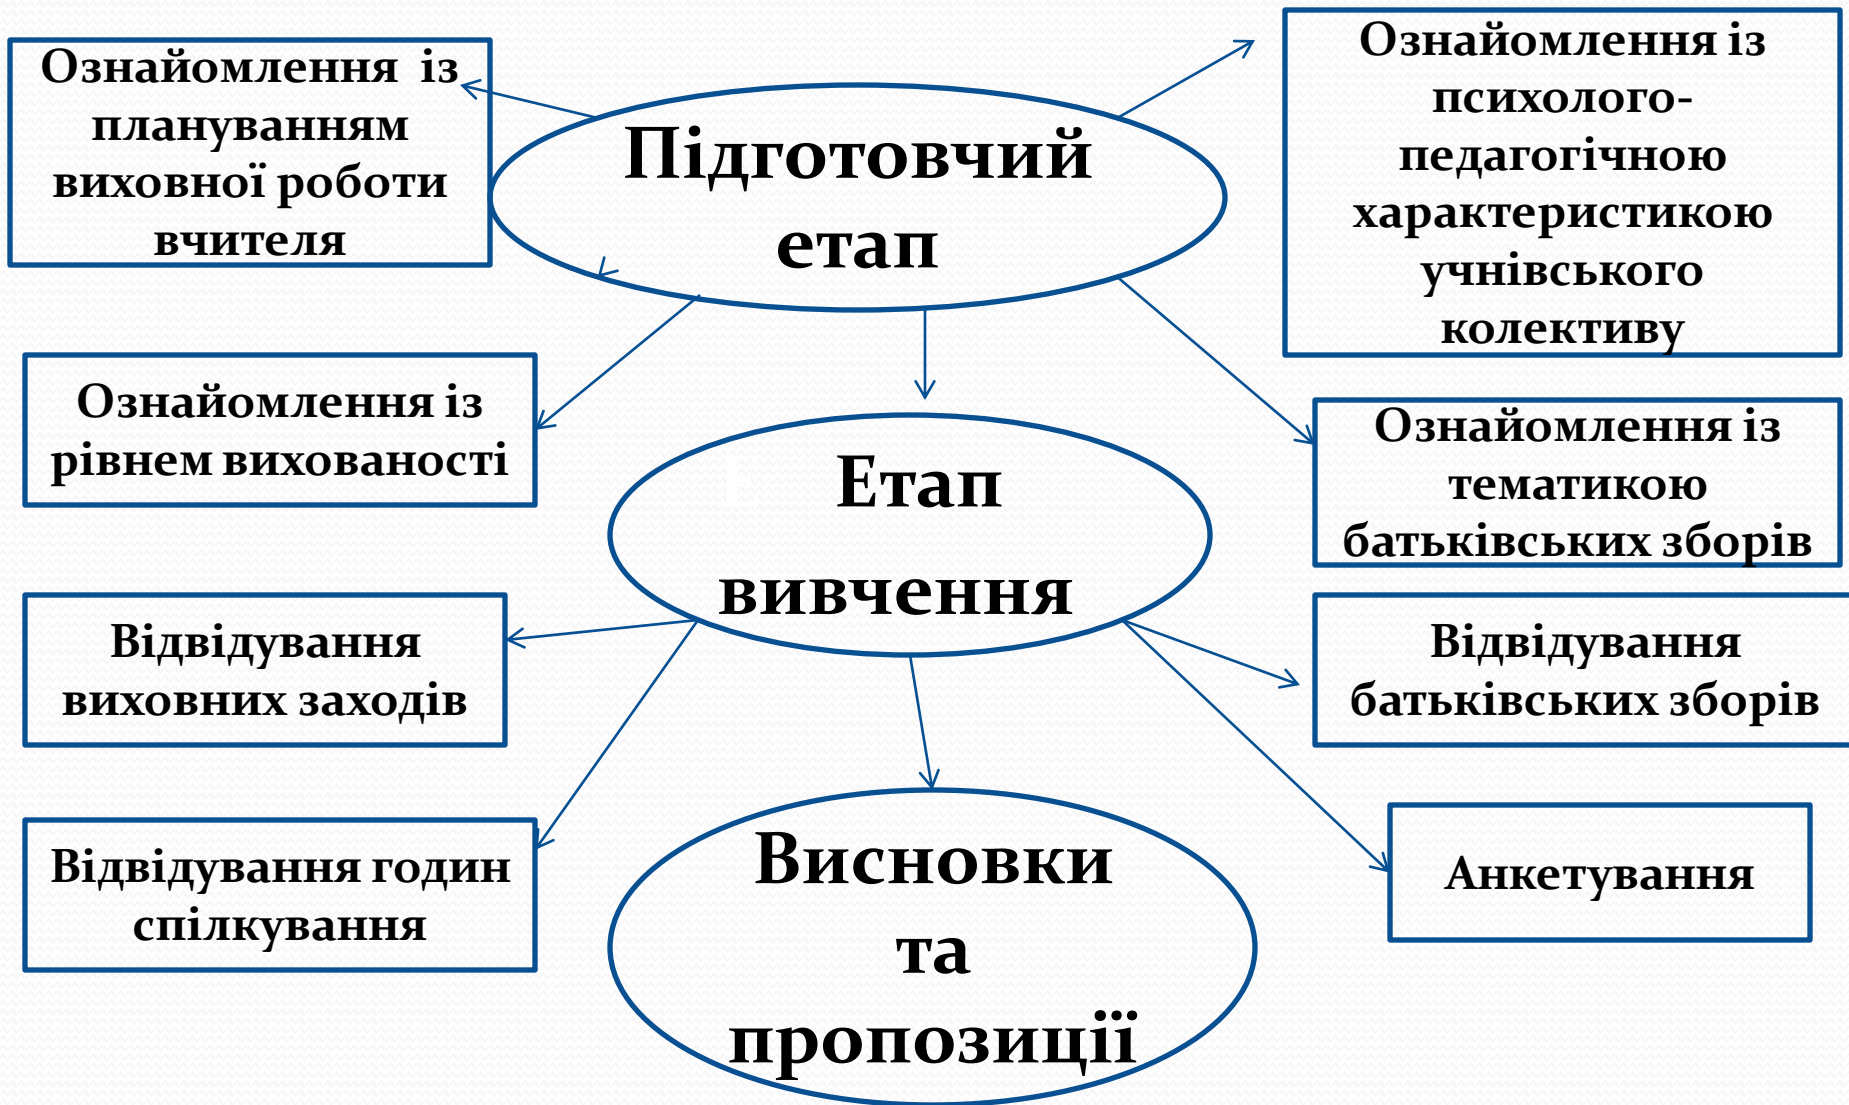 Ознайомлення із
плануванням
виховної роботи
вчителя
Підготовчий
етап
Ознайомлення із
психолого-
педагогічною
характеристикою
учнівського
колективу
Ознайомлення із
рівнем вихованості
Етап
вивчення
Ознайомлення із
тематикою
батьківських зборів
Відвідування
виховних заходів
Відвідування
батьківських зборів
Відвідування годин
спілкування
Висновки
та
пропозиції
Анкетування